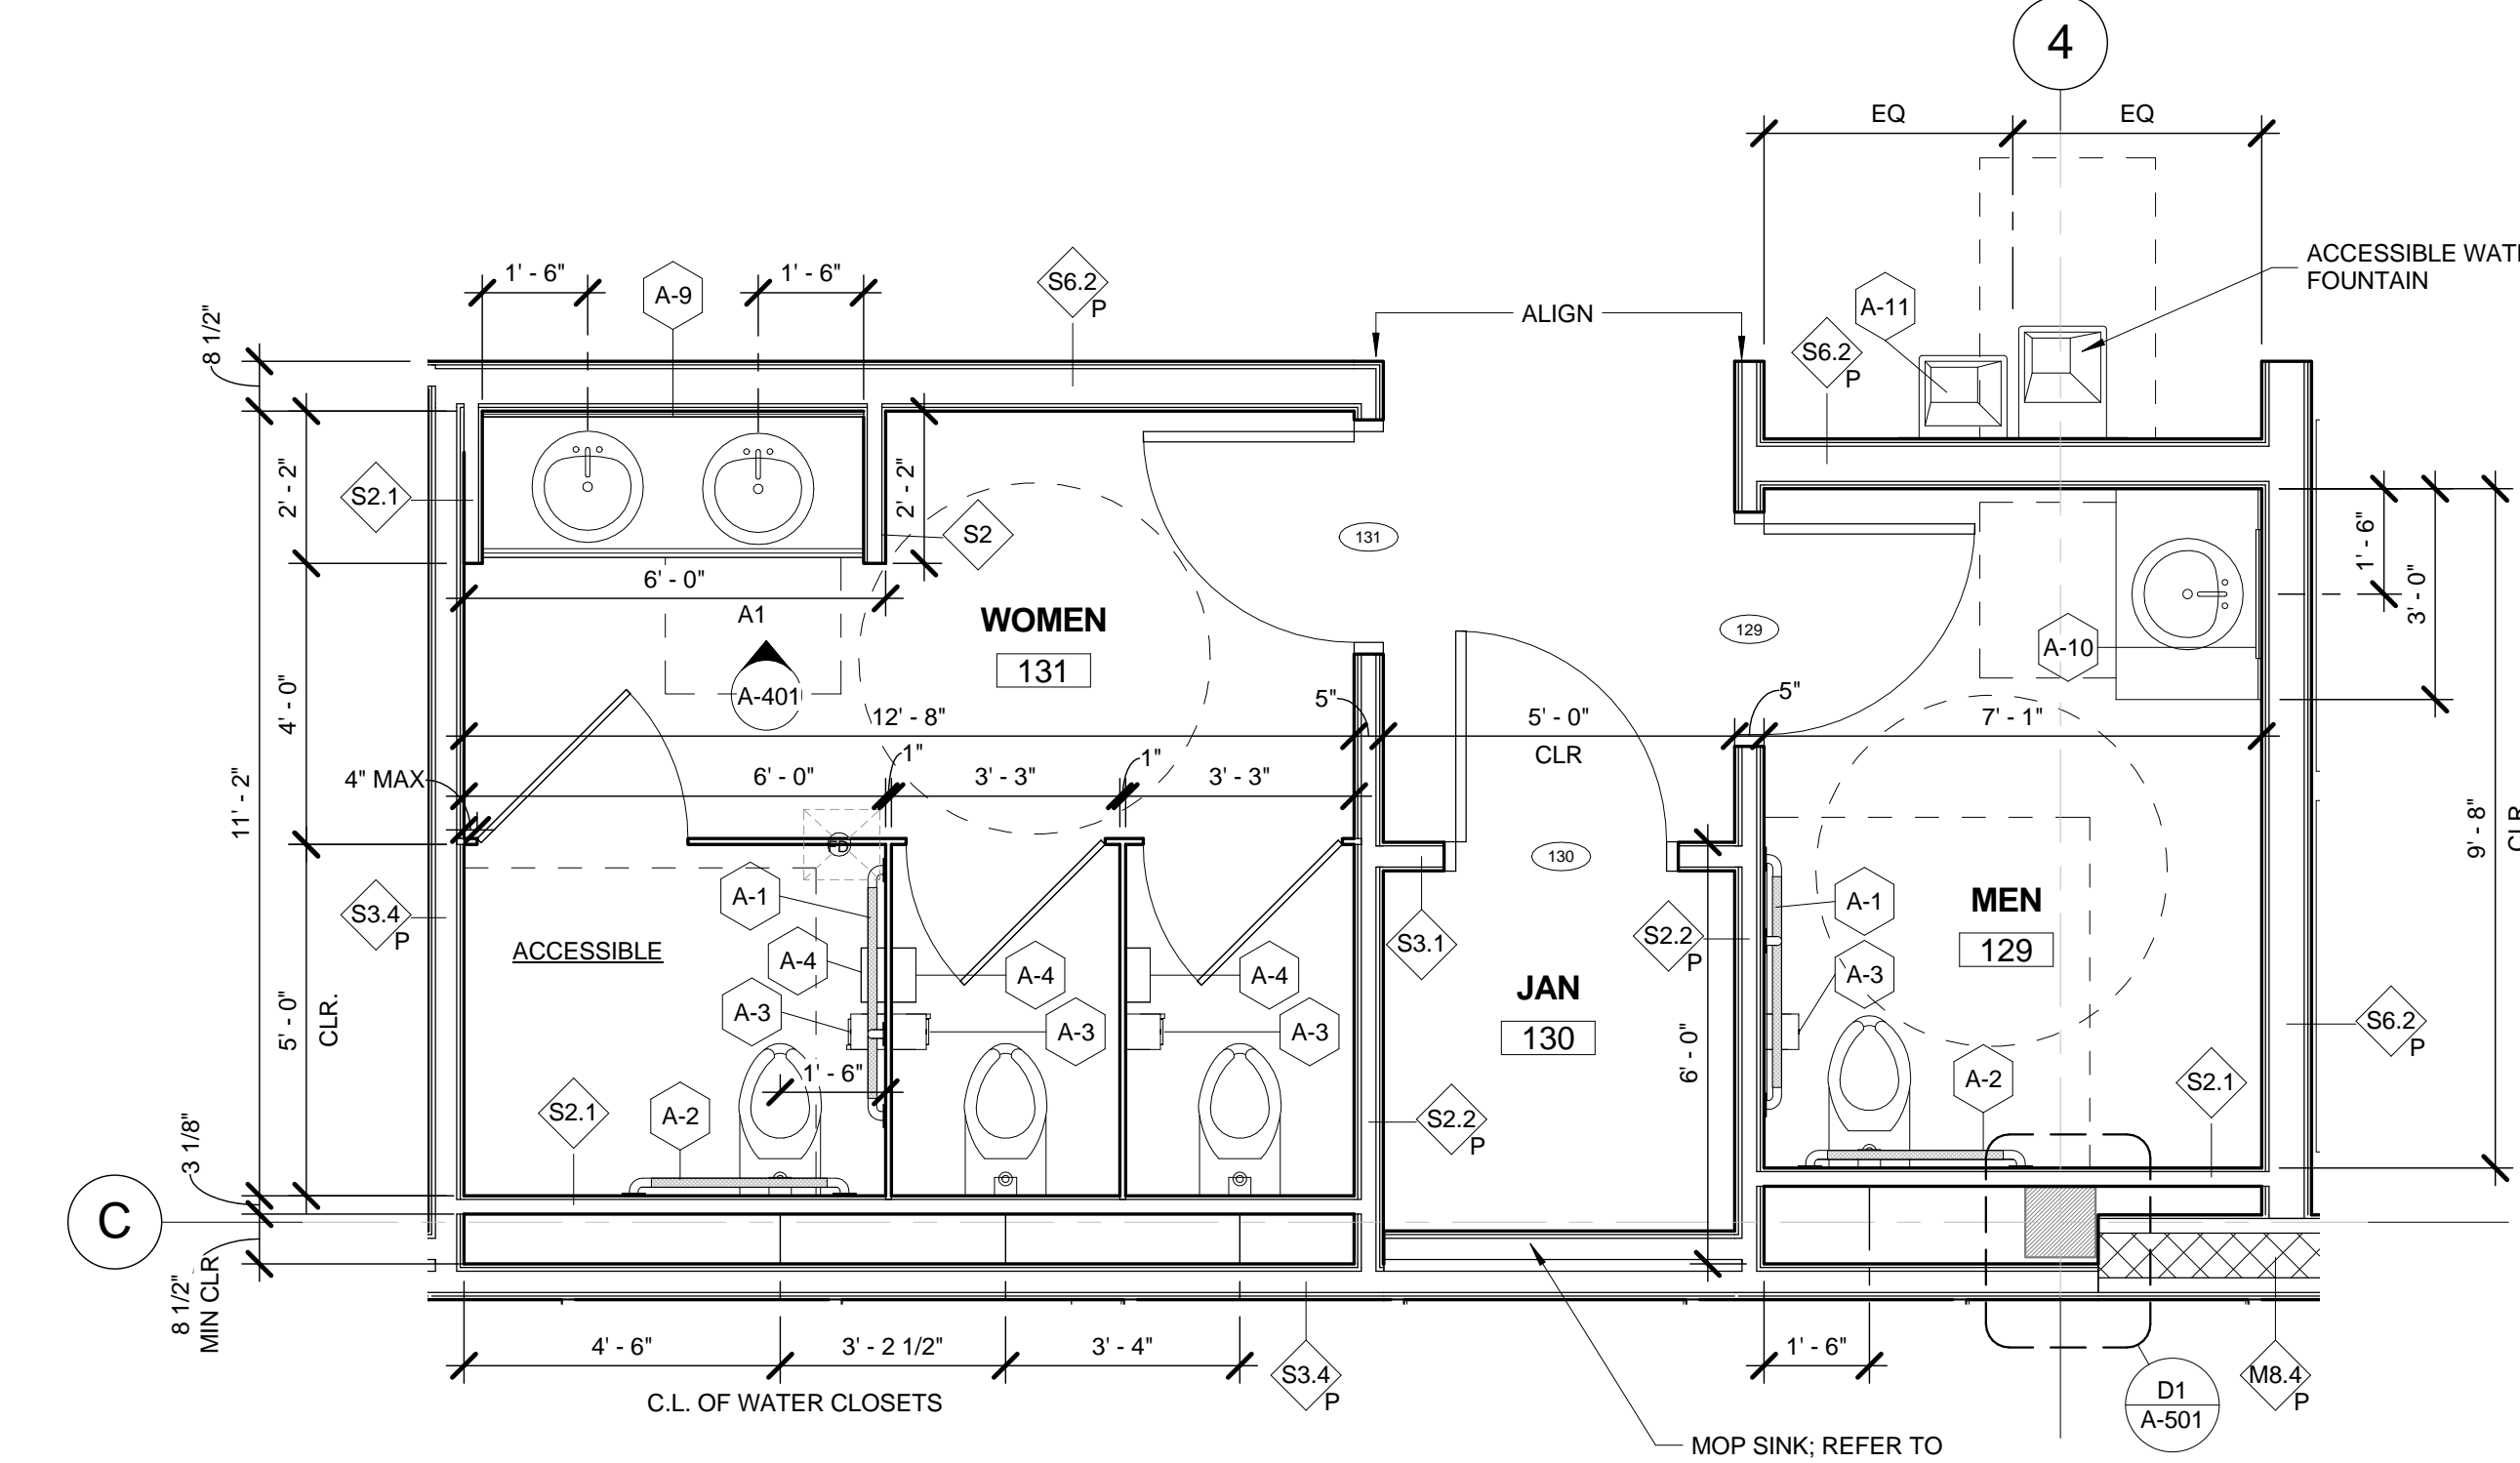 4
EQ
EQ
ACCESSIBLE WAT
FOUNTAIN
1' - 6"
A-9
1' - 6"
S6.2
P
ALIGN
A-11
S6.2
P
8 1/2"
2' - 2"
S2.1
2' - 2"
S2
131
1' - 6"
3' - 0"
6' - 0"
A1
A-401
WOMEN
131
129
A-10
4' - 0"
12' - 8"
5"
5' - 0"
CLR
5"
7' - 1"
4" MAX
6' - 0"
1"
3' - 3"
1"
3' - 3"
11' - 2"
FD
130
9' - 8"
CLR
S3.4
P
ACCESSIBLE
A-1
A-4
A-3
A-4
A-3
A-4
A-3
S3.1
S2.2
P
A-1
A-3
MEN
129
JAN
130
6' - 0"
S6.2
P
5' - 0"
CLR.
1' - 6"
S2.1
A-2
S2.2
P
A-2
S2.1
3 1/8"
C
8 1/2"
MIN CLR
4' - 6"
3' - 2 1/2"
3' - 4"
C.L. OF WATER CLOSETS
S3.4
P
1' - 6"
D1
A-501
M8.4
P
MOP SINK; REFER TO